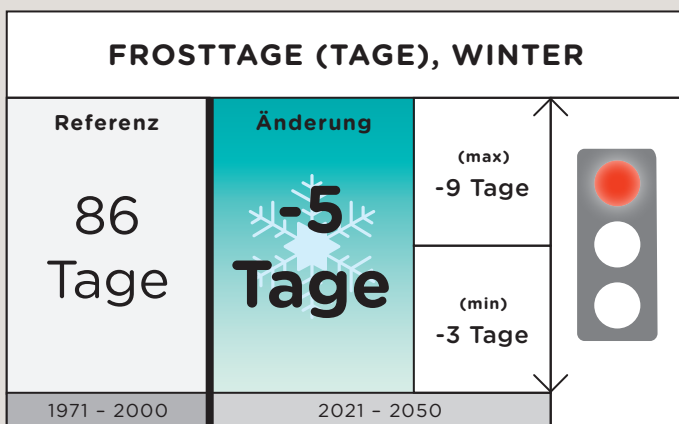 FROSTTAGE (TAGE), WINTER
Referenz
86
Tage
Änderung
-5
Tage
(max)
-9 Tage
(min)
-3 Tage
1971 – 2000
2021 – 2050